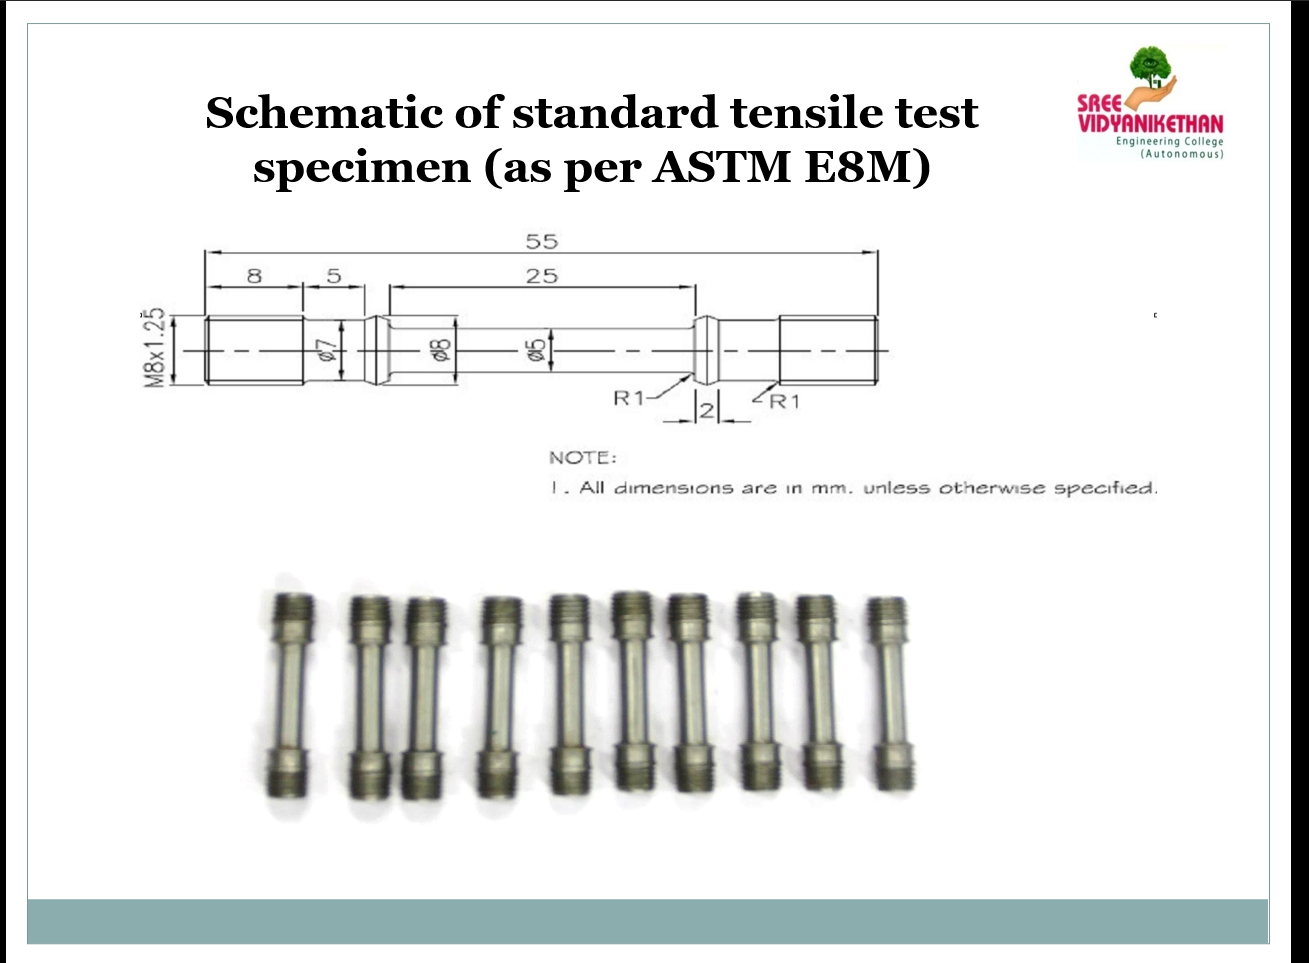 Schematic of standard tensile test
specimen (as per ASTM E8M)
SREE
VIDYANIKETHAN
Engineering College
(Autonomous)
55
8 5 25
M8x1.25
ø7
ø8
ø5
R1
2
R1
NOTE:
1. All dimensions are in mm. unless otherwise specified.